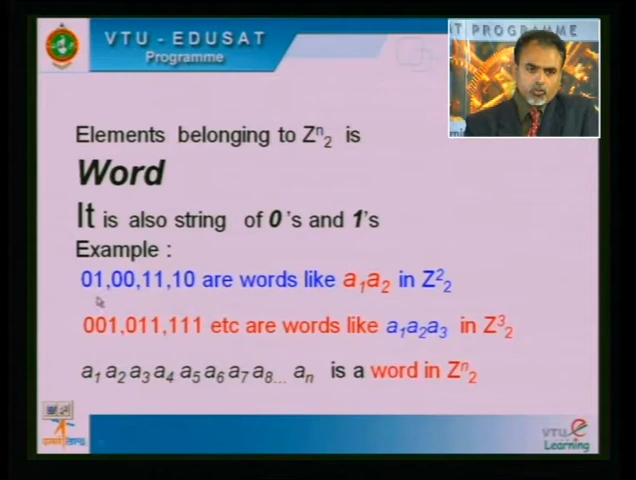 VTU - EDUSAT
Programme
T PROGRAMME
Elements belonging to Zⁿ₂ is
Word
It is also string of 0's and 1's
Example :
01,00,11,10 are words like a₁a₂ in Z²₂
001,011,111 etc are words like a₁a₂a₃ in Z³₂
a₁ a₂ a₃ a₄ a₅ a₆ a₇ a₈... aₙ is a word in Zⁿ₂
VTU e
Learning